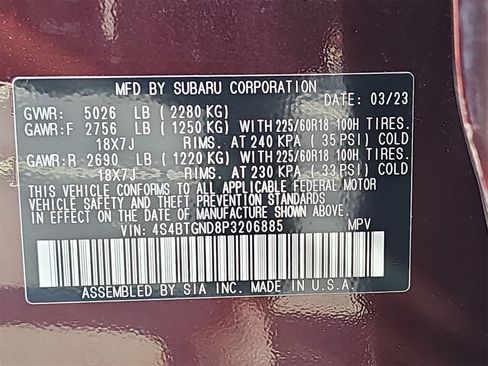 MFD BY SUBARU CORPORATION
DATE: 03/23
GVWR: 5026 LB ( 2280 KG)
GAWR:F 2756 LB ( 1250 KG) WITH 225/60R18 100H TIRES.
18X7J RIMS. AT 240 KPA ( 35 PSI) COLD
GAWR:R 2690 LB ( 1220 KG) WITH 225/60R18 100H TIRES.
18X7J RIMS. AT 230 KPA ( 33 PSI) COLD
THIS VEHICLE CONFORMS TO ALL APPLICABLE FEDERAL MOTOR
VEHICLE SAFETY AND THEFT PREVENTION STANDARDS
IN EFFECT ON THE DATE OF MANUFACTURE SHOWN ABOVE.
VIN: 4S4BTGND8P3206885 MPV
ASSEMBLED BY SIA INC. MADE IN U.S.A.